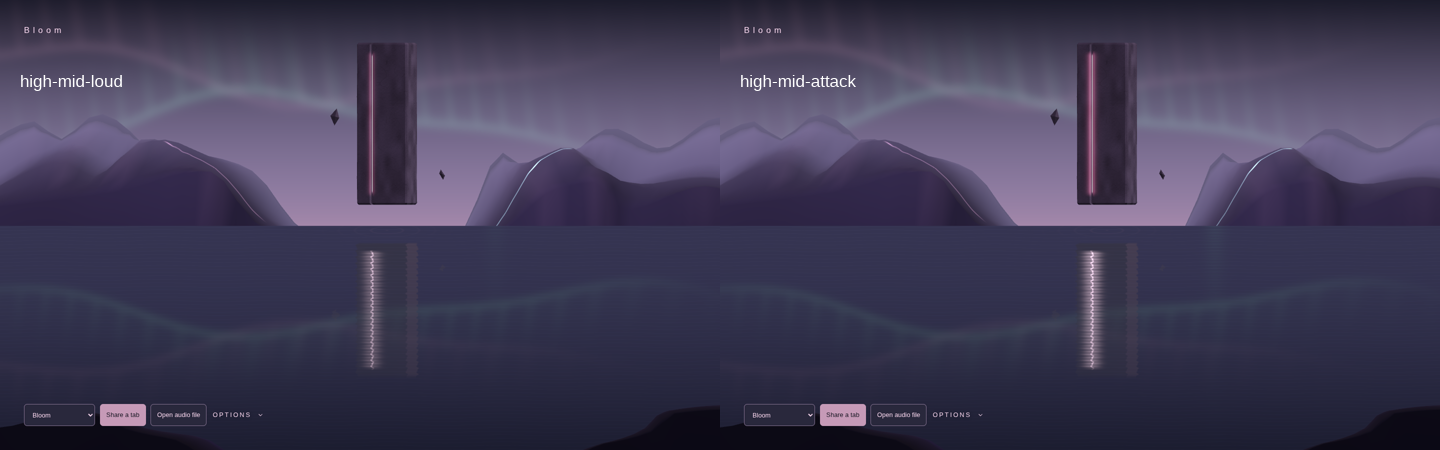 Bloom
high-mid-loud
Bloom
Share a tab
Open audio file
OPTIONS
Bloom
high-mid-attack
Bloom
Share a tab
Open audio file
OPTIONS